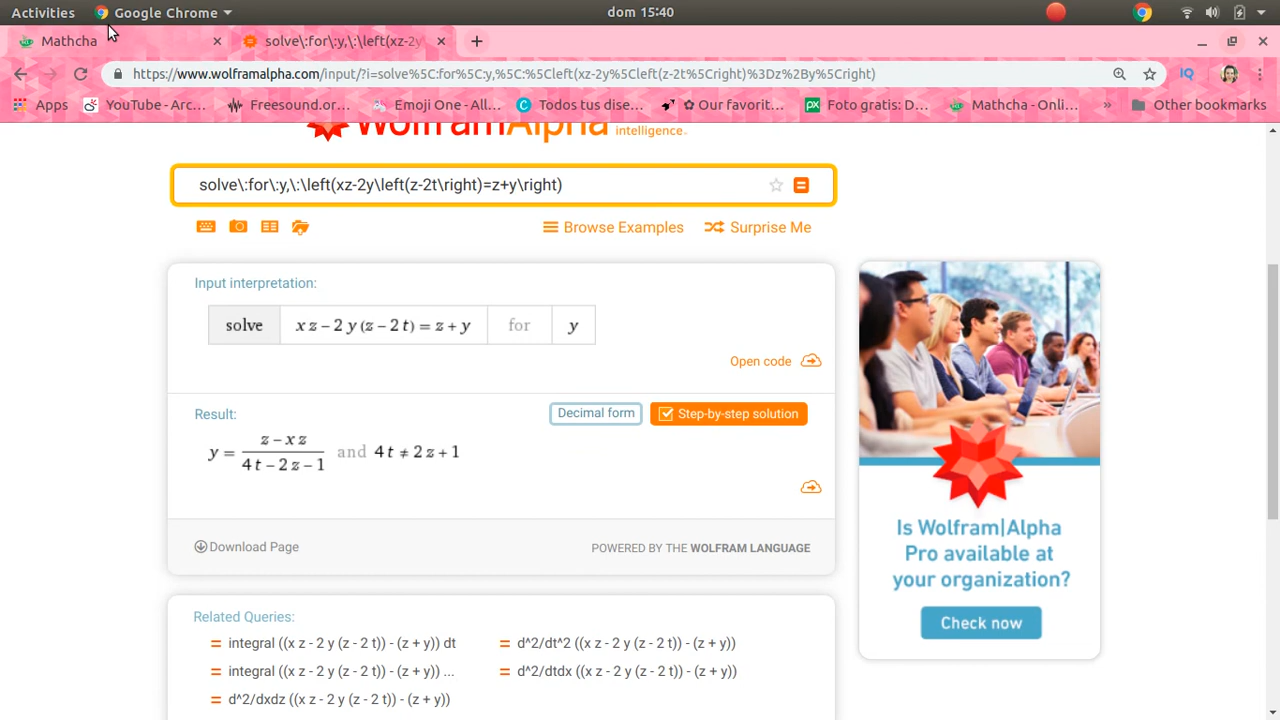 Activities Google Chrome dom 15:40
Mathcha solve\:for\:y,\:\left(xz-2y
https://www.wolframalpha.com/input/?i=solve%5C:for%5C:y,%5C:%5Cleft(xz-2y%5Cleft(z-2t%5Cright)%3Dz%2By%5Cright) IQ
Apps YouTube - Arc... Freesound.or... Emoji One - All... Todos tus dise... ✿ Our favorit... Foto gratis: D... Mathcha - Onli... » Other bookmarks
WolframAlpha intelligence™
solve\:for\:y,\:\left(xz-2y\left(z-2t\right)=z+y\right)
Browse Examples Surprise Me
Input interpretation:
solve x z − 2 y (z − 2 t) = z + y for y
Open code
Result: Decimal form Step-by-step solution
y = (z − x z)/(4 t − 2 z − 1) and 4 t ≠ 2 z + 1
Download Page POWERED BY THE WOLFRAM LANGUAGE
Related Queries:
= integral ((x z - 2 y (z - 2 t)) - (z + y)) dt = d^2/dt^2 ((x z - 2 y (z - 2 t)) - (z + y))
= integral ((x z - 2 y (z - 2 t)) - (z + y)) ... = d^2/dtdx ((x z - 2 y (z - 2 t)) - (z + y))
= d^2/dxdz ((x z - 2 y (z - 2 t)) - (z + y))
Is Wolfram|Alpha
Pro available at
your organization?
Check now